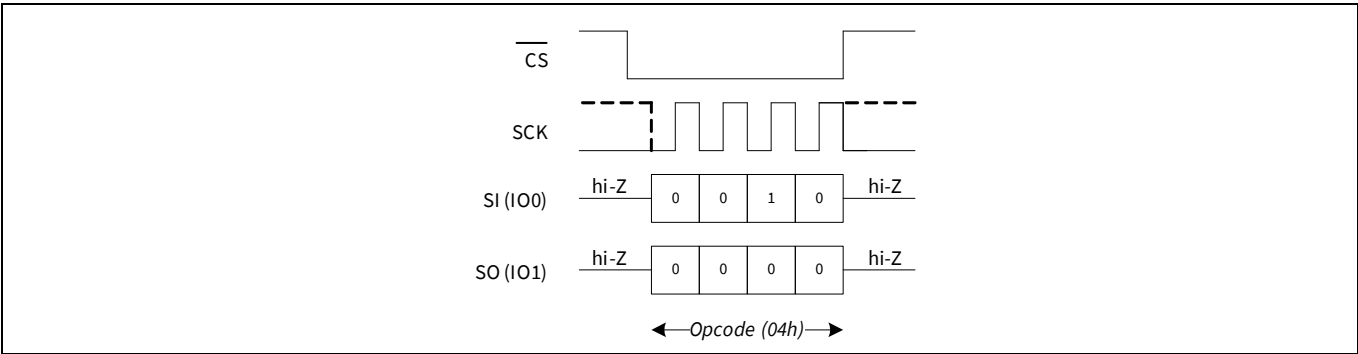 CS
SCK
hi-Z 0 0 1 0 hi-Z
SI (IO0)
hi-Z 0 0 0 0 hi-Z
SO (IO1)
Opcode (04h)